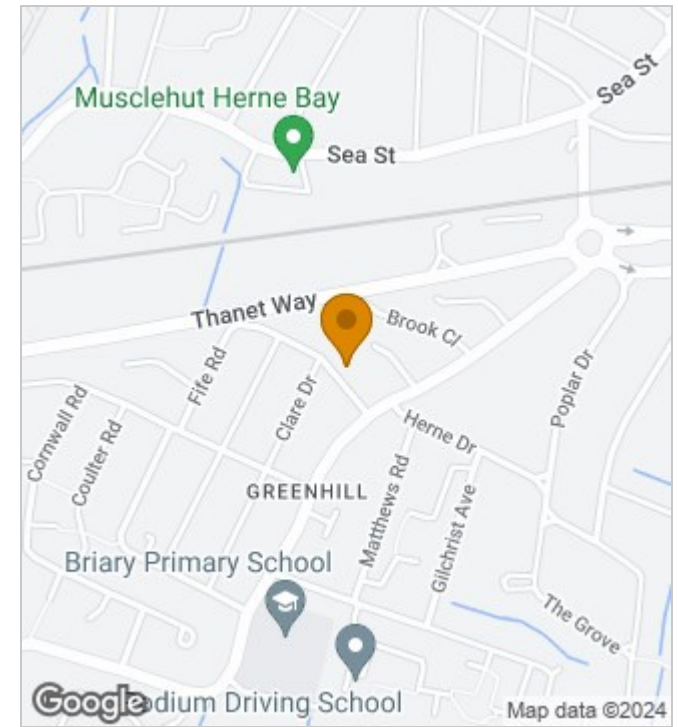 Sea St
Musclehut Herne Bay
Sea St
Thanet Way
Brook Cl
Fife Rd
Clare Dr
Poplar Dr
Cornwall Rd
Coulter Rd
Herne Dr
GREENHILL
Matthews Rd
Gilchrist Ave
Briary Primary School
The Grove
Google
odium Driving School
Map data ©2024